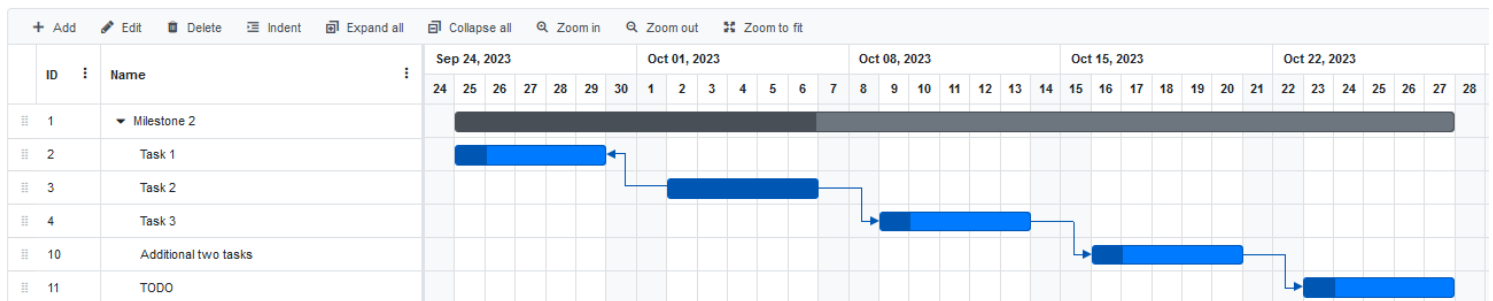 Add Edit Delete Indent Expand all Collapse all Zoom in Zoom out Zoom to fit
ID Name Sep 24, 2023 Oct 01, 2023 Oct 08, 2023 Oct 15, 2023 Oct 22, 2023
24 25 26 27 28 29 30 1 2 3 4 5 6 7 8 9 10 11 12 13 14 15 16 17 18 19 20 21 22 23 24 25 26 27 28
1 Milestone 2
2 Task 1
3 Task 2
4 Task 3
10 Additional two tasks
11 TODO